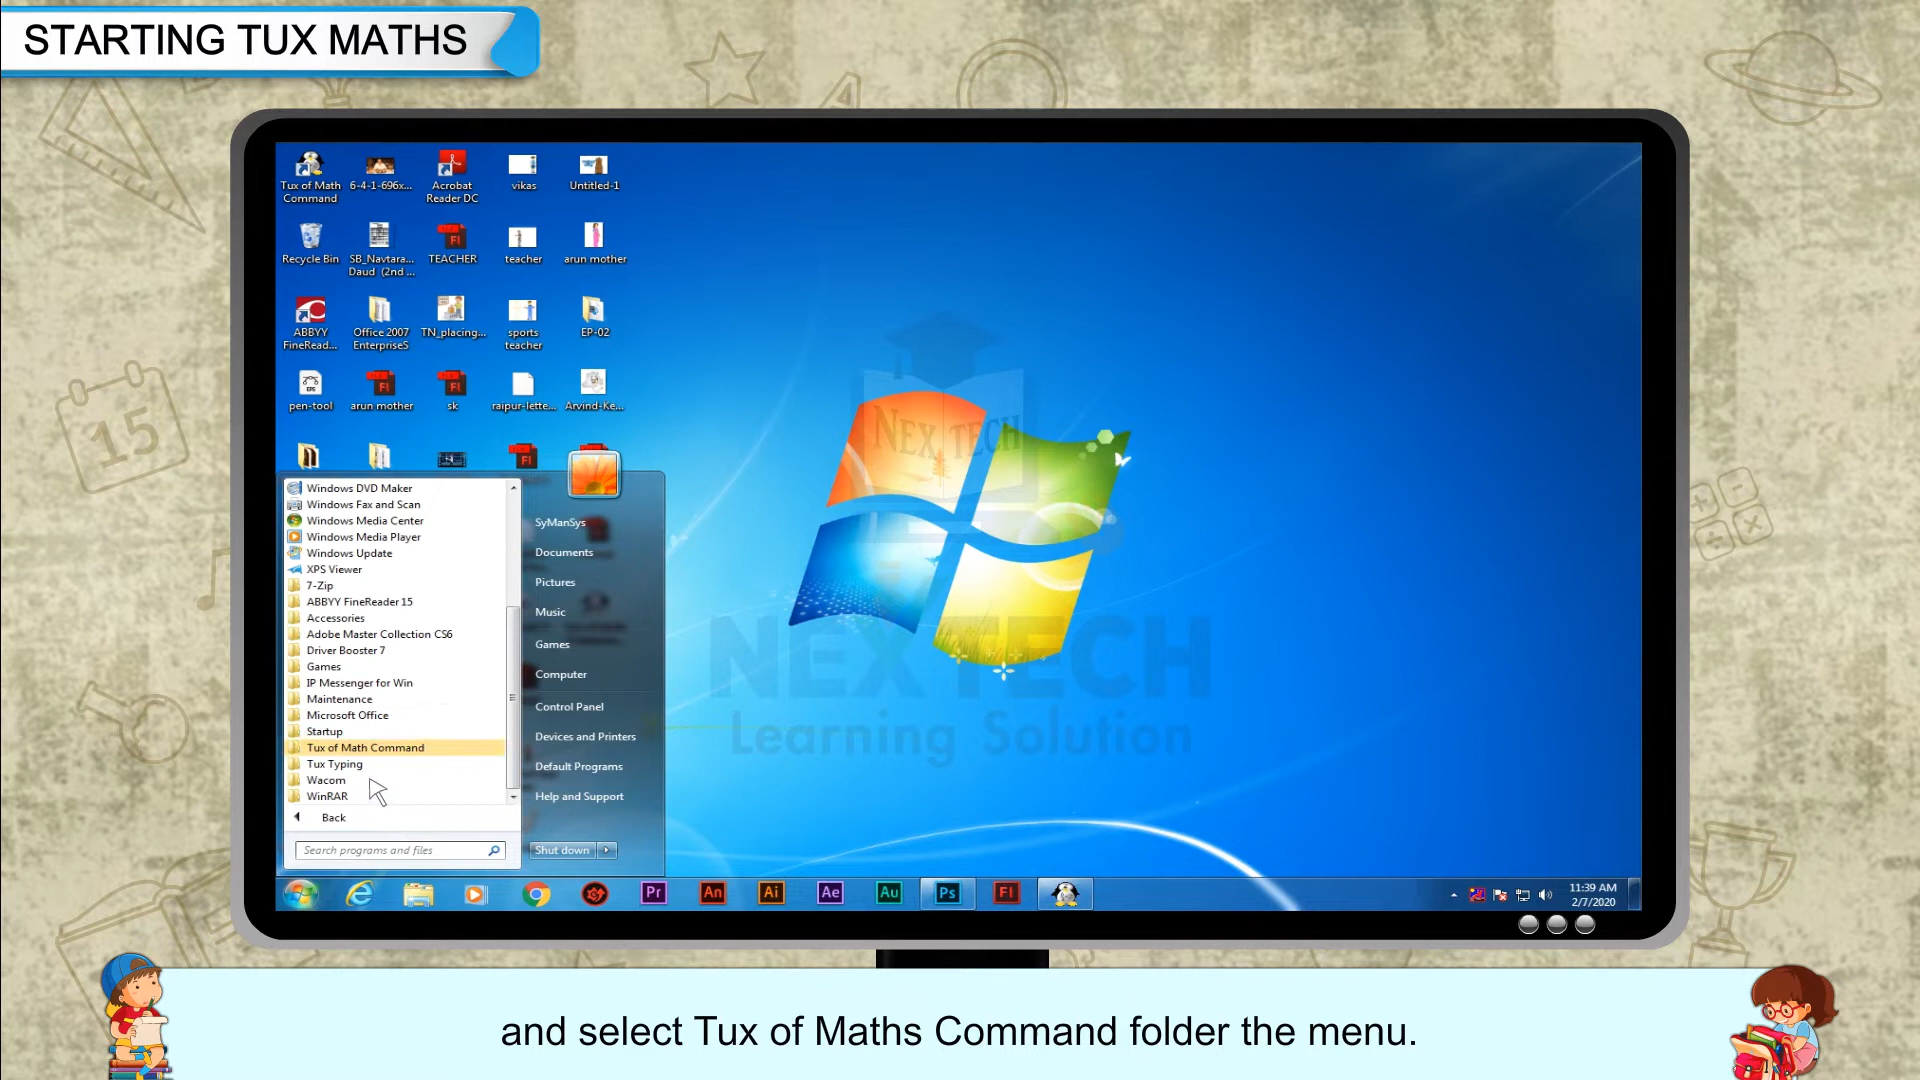 STARTING TUX MATHS
Tux of Math Command
6-4-1-696x...
Acrobat Reader DC
vikas
Untitled-1
Recycle Bin
SB_Navtara... Daud (2nd ...
TEACHER
teacher
arun mother
ABBYY FineRead...
Office 2007 EnterpriseS
TN_placing...
sports teacher
EP-02
pen-tool
arun mother
sk
raipur-lette...
Arvind-Ke...
Windows DVD Maker
Windows Fax and Scan
Windows Media Center
Windows Media Player
Windows Update
XPS Viewer
7-Zip
ABBYY FineReader 15
Accessories
Adobe Master Collection CS6
Driver Booster 7
Games
IP Messenger for Win
Maintenance
Microsoft Office
Startup
Tux of Math Command
Tux Typing
Wacom
WinRAR
Back
Search programs and files
SyManSys
Documents
Pictures
Music
Games
Computer
Control Panel
Devices and Printers
Default Programs
Help and Support
Shut down
NEX TECH
NEXTECH
Learning Solution
Pr
An
Ai
Ae
Au
Ps
Fl
11:39 AM
2/7/2020
15
and select Tux of Maths Command folder the menu.